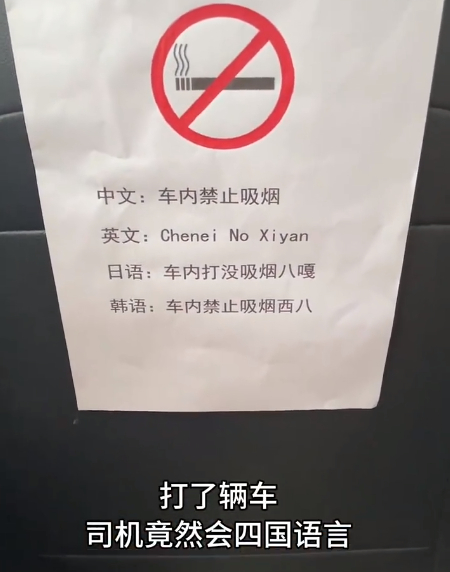 中文：车内禁止吸烟
英文：Chenei No Xiyan
日语：车内打没吸烟八嘎
韩语：车内禁止吸烟西八
打了辆车
司机竟然会四国语言